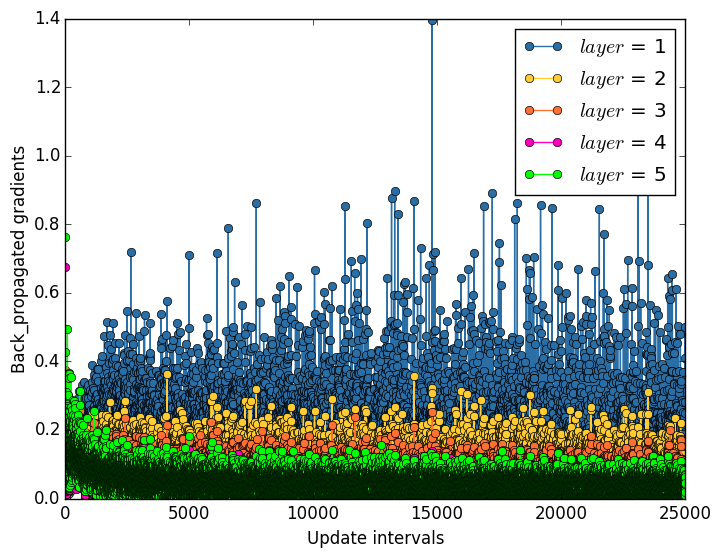 1.4
1.2
1.0
0.8
0.6
0.4
0.2
0.0
Back_propagated gradients
layer = 1
layer = 2
layer = 3
layer = 4
layer = 5
0 5000 10000 15000 20000 25000
Update intervals